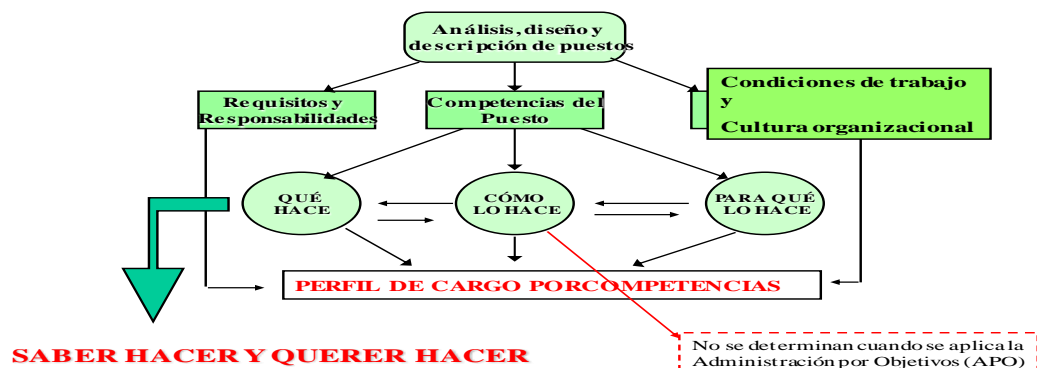 Análisis, diseño y
descripción de puestos
Requisitos y
Responsabilidades
Competencias del
Puesto
Condiciones de trabajo
y
Cultura organizacional
QUÉ
HACE
CÓMO
LO HACE
PARA QUÉ
LO HACE
PERFIL DE CARGO PORCOMPETENCIAS
SABER HACER Y QUERER HACER
No se determinan cuando se aplica la
Administración por Objetivos (APO)